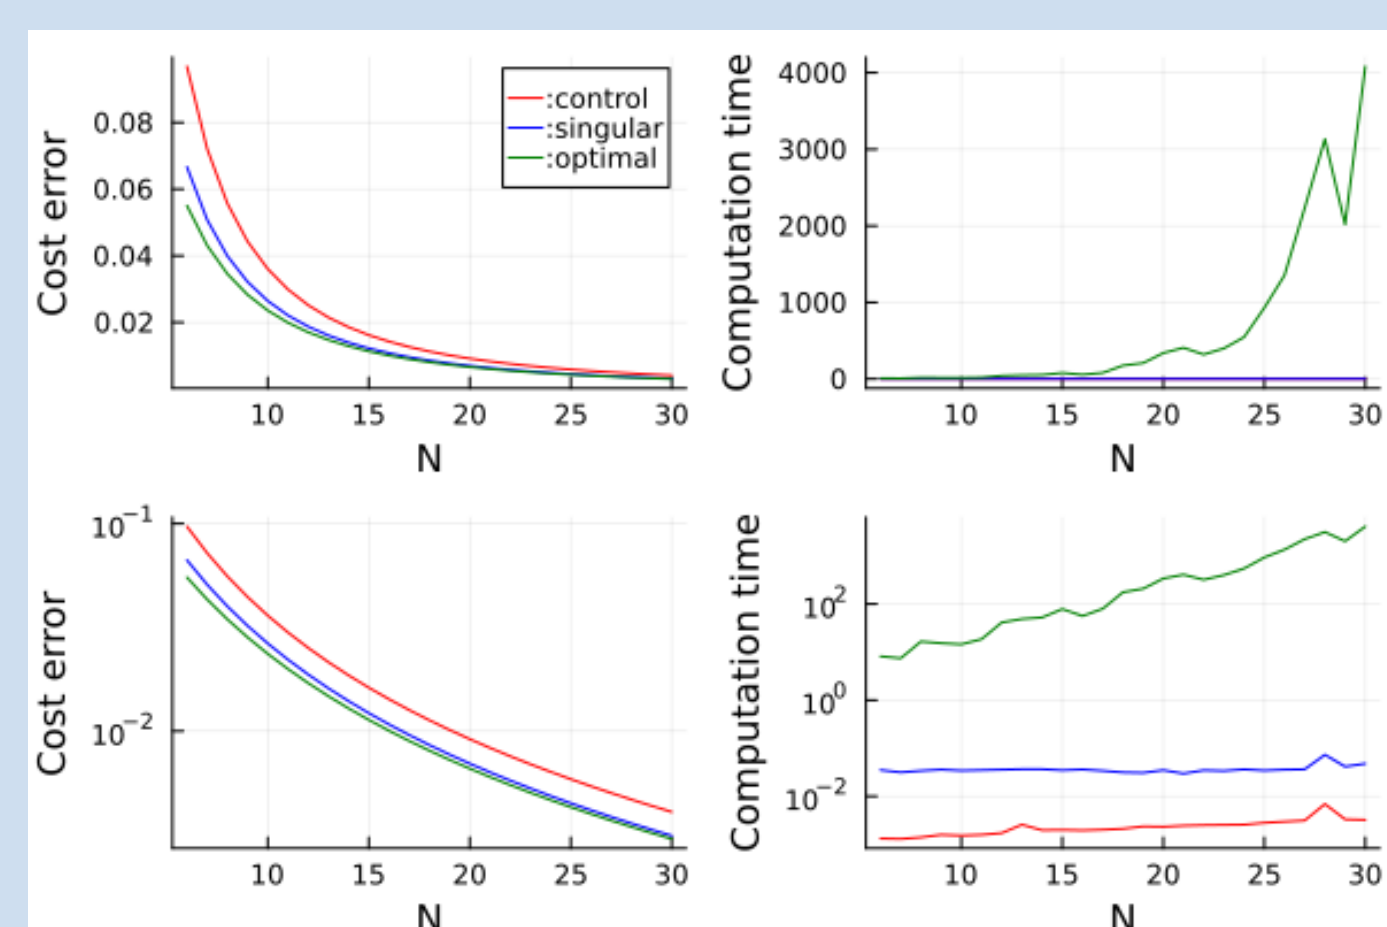 Cost error
0.08
0.06
0.04
0.02
10 15 20 25 30
N
:control
:singular
:optimal
Computation time
4000
3000
2000
1000
0
10 15 20 25 30
N
Cost error
10⁻¹
10⁻²
10 15 20 25 30
N
Computation time
10²
10⁰
10⁻²
10 15 20 25 30
N